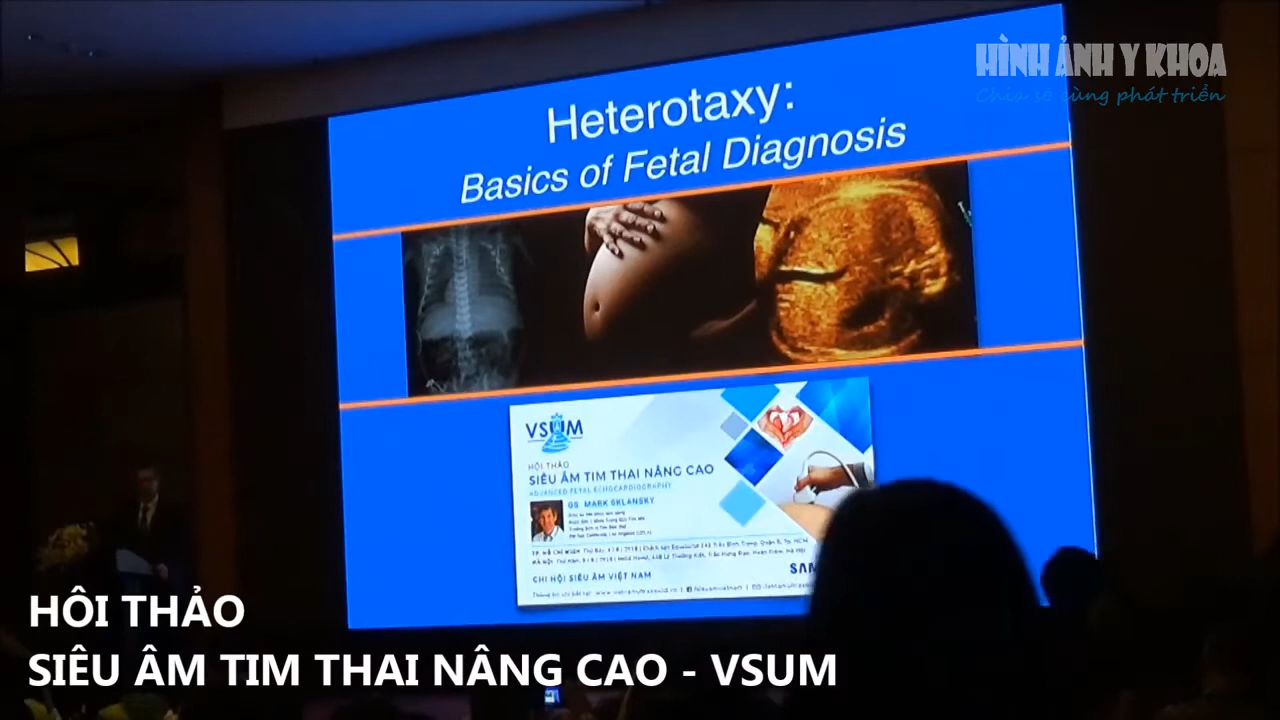 HÌNH ẢNH Y KHOA
Chia sẻ cùng phát triển
Heterotaxy:
Basics of Fetal Diagnosis
VSUM
HỘI THẢO
SIÊU ÂM TIM THAI NÂNG CAO
ADVANCED FETAL ECHOCARDIOGRAPHY
GS. MARK SKLANSKY
CHI HỘI SIÊU ÂM VIỆT NAM
HÔI THẢO
SIÊU ÂM TIM THAI NÂNG CAO - VSUM